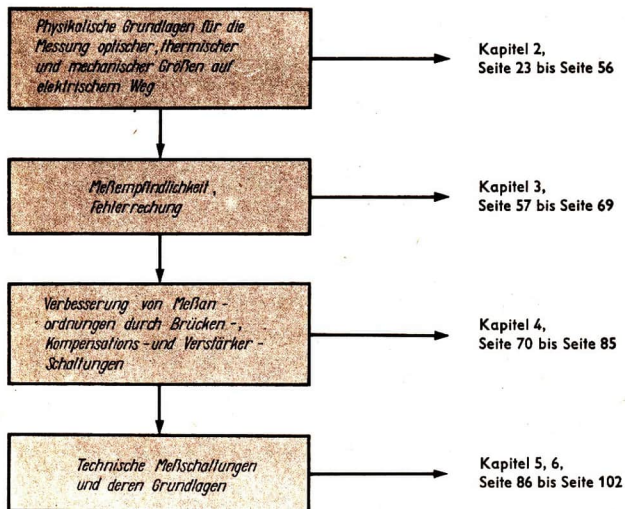 Physikalische Grundlagen für die
Messung optischer, thermischer
und mechanischer Größen auf
elektrischem Weg
Kapitel 2,
Seite 23 bis Seite 56
Meßempfindlichkeit,
Fehlerrechung
Kapitel 3,
Seite 57 bis Seite 69
Verbesserung von Meßan-
ordnungen durch Brücken-,
Kompensations- und Verstärker-
Schaltungen
Kapitel 4,
Seite 70 bis Seite 85
Technische Meßschaltungen
und deren Grundlagen
Kapitel 5, 6,
Seite 86 bis Seite 102